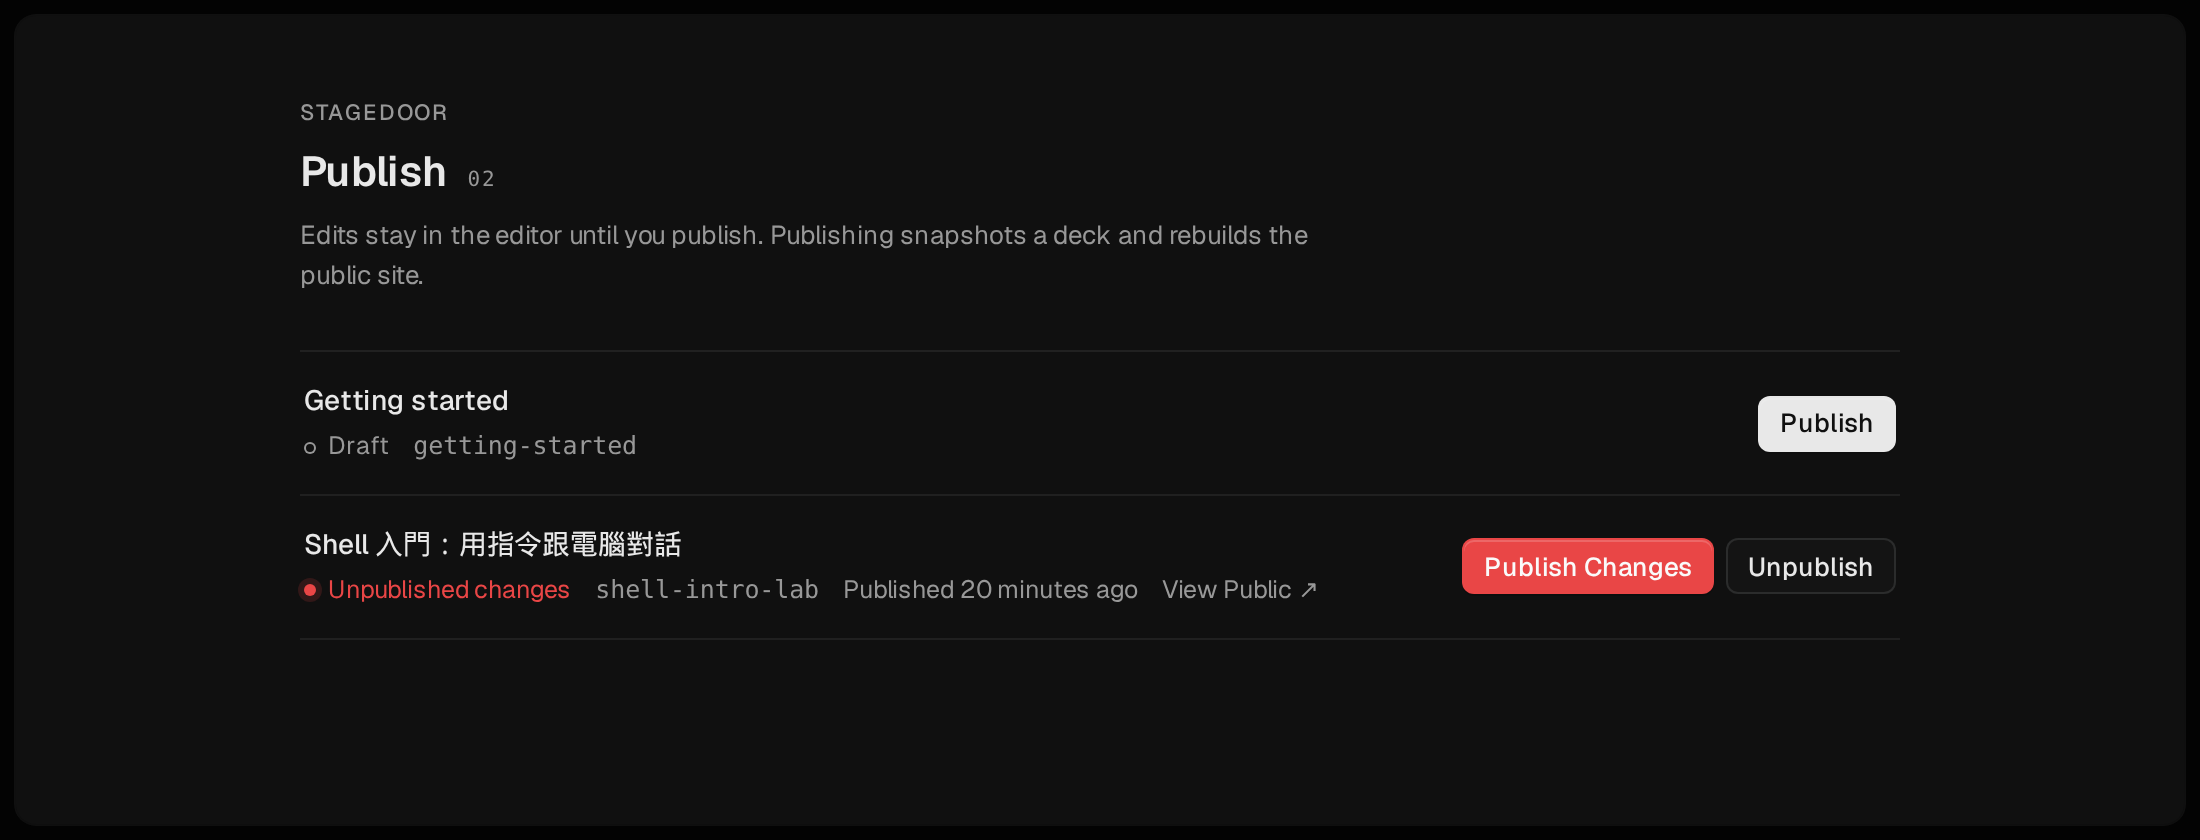 STAGEDOOR
Publish 02
Edits stay in the editor until you publish. Publishing snapshots a deck and rebuilds the
public site.
Getting started
Draft getting-started
Publish
Shell 入門：用指令跟電腦對話
Unpublished changes shell-intro-lab Published 20 minutes ago View Public ↗
Publish Changes Unpublish